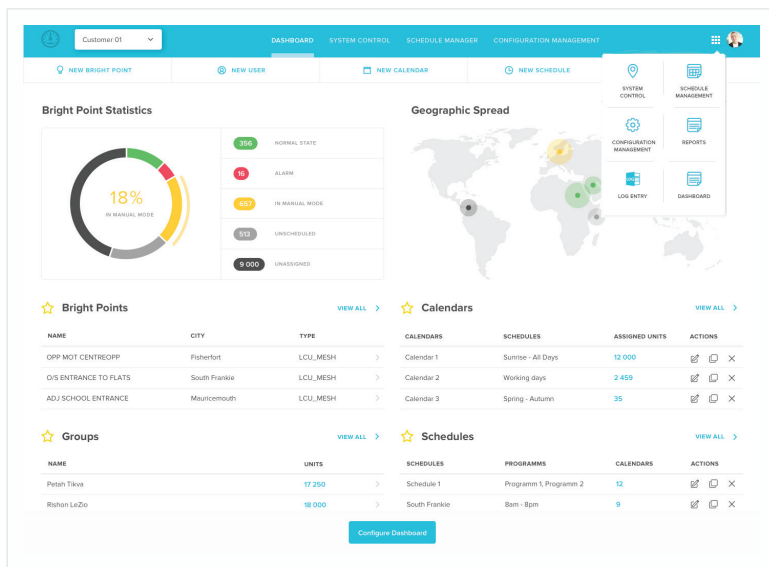 Customer 01
DASHBOARD SYSTEM CONTROL SCHEDULE MANAGER CONFIGURATION MANAGEMENT
NEW BRIGHT POINT NEW USER NEW CALENDAR NEW SCHEDULE
SYSTEM CONTROL
SCHEDULE MANAGEMENT
CONFIGURATION MANAGEMENT
REPORTS
LOG ENTRY
DASHBOARD
Bright Point Statistics
18%
IN MANUAL MODE
356 NORMAL STATE
16 ALARM
657 IN MANUAL MODE
513 UNSCHEDULED
9 000 UNASSIGNED
Geographic Spread
Bright Points VIEW ALL
NAME CITY TYPE
OPP MOT CENTREOPP Fisherfort LCU_MESH
O/S ENTRANCE TO FLATS South Frankie LCU_MESH
ADJ SCHOOL ENTRANCE Mauricemouth LCU_MESH
Calendars VIEW ALL
CALENDARS SCHEDULES ASSIGNED UNITS ACTIONS
Calendar 1 Sunrise - All Days 12 000
Calendar 2 Working days 2 459
Calendar 3 Spring - Autumn 35
Groups VIEW ALL
NAME UNITS
Petah Tikva 17 250
Rishon LeZio 18 000
Schedules VIEW ALL
SCHEDULES PROGRAMMS CALENDARS ACTIONS
Schedule 1 Programm 1, Programm 2 12
South Frankie 8am - 8pm 9
Configure Dashboard